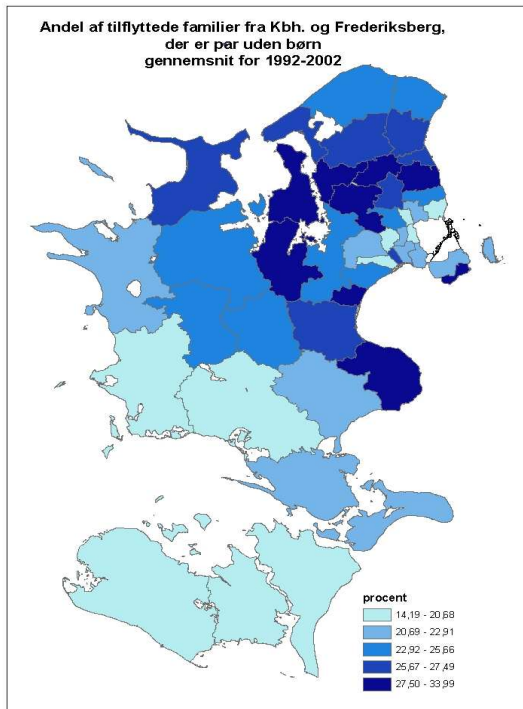 Andel af tilflyttede familier fra Kbh. og Frederiksberg,
der er par uden børn
gennemsnit for 1992-2002
procent
14,19 - 20,68
20,69 - 22,91
22,92 - 25,66
25,67 - 27,49
27,50 - 33,99